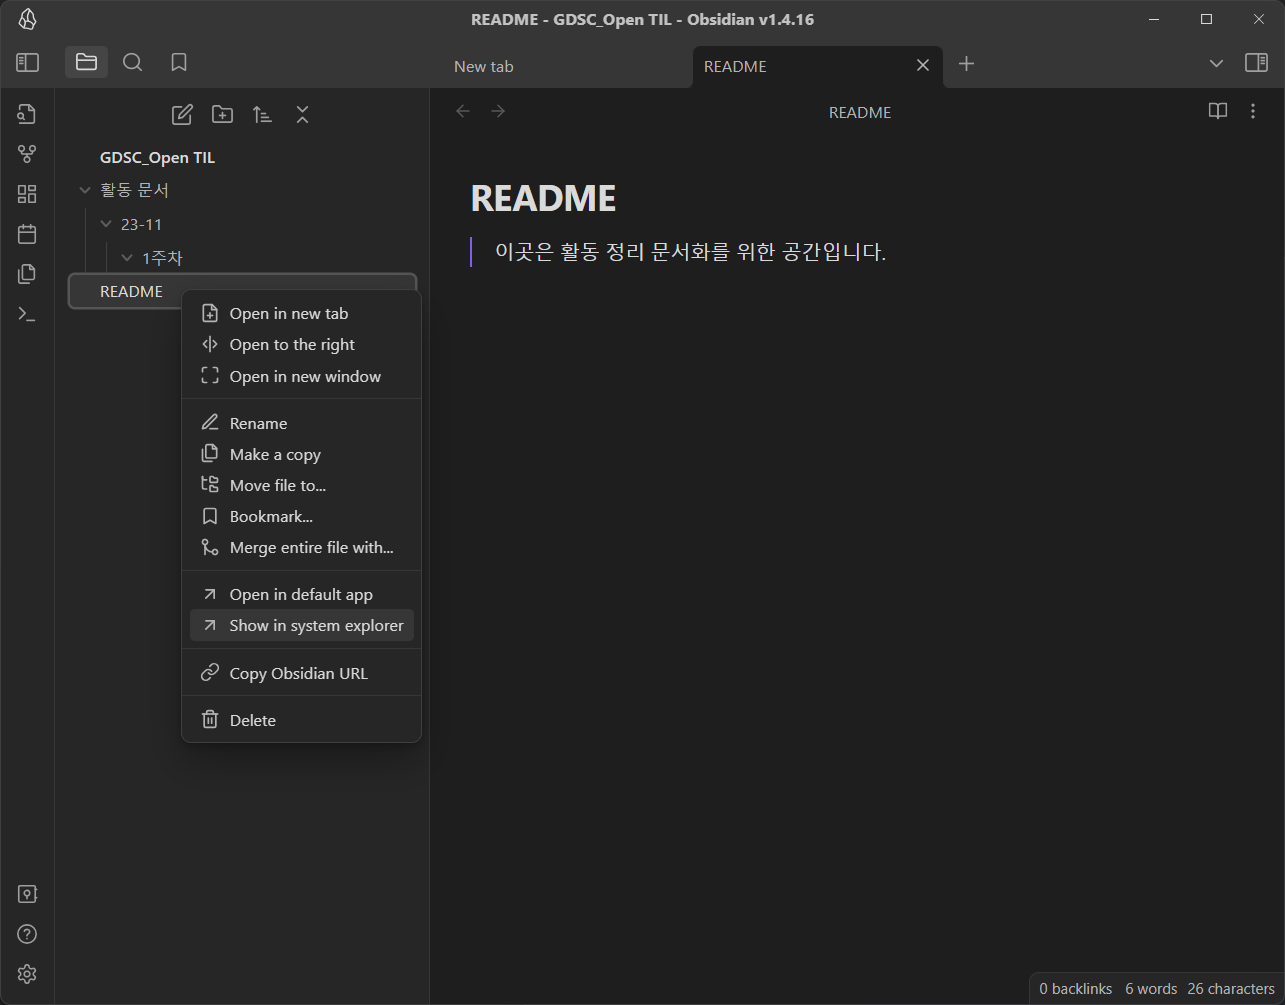 README - GDSC_Open TIL - Obsidian v1.4.16
New tab
README
README
GDSC_Open TIL
활동 문서
23-11
1주차
README
README
이곳은 활동 정리 문서화를 위한 공간입니다.
Open in new tab
Open to the right
Open in new window
Rename
Make a copy
Move file to...
Bookmark...
Merge entire file with...
Open in default app
Show in system explorer
Copy Obsidian URL
Delete
0 backlinks 6 words 26 characters